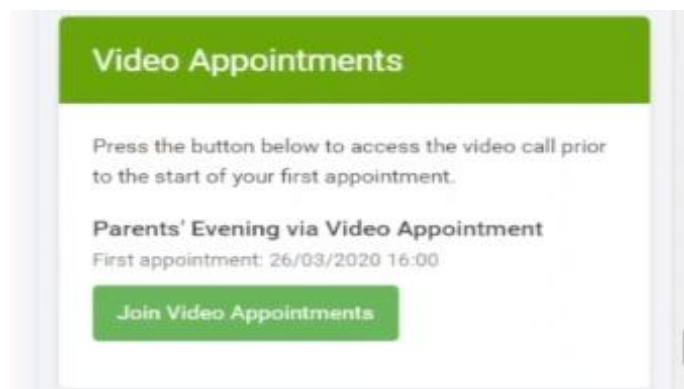 Video Appointments
Press the button below to access the video call prior
to the start of your first appointment.
Parents' Evening via Video Appointment
First appointment: 26/03/2020 16:00
Join Video Appointments